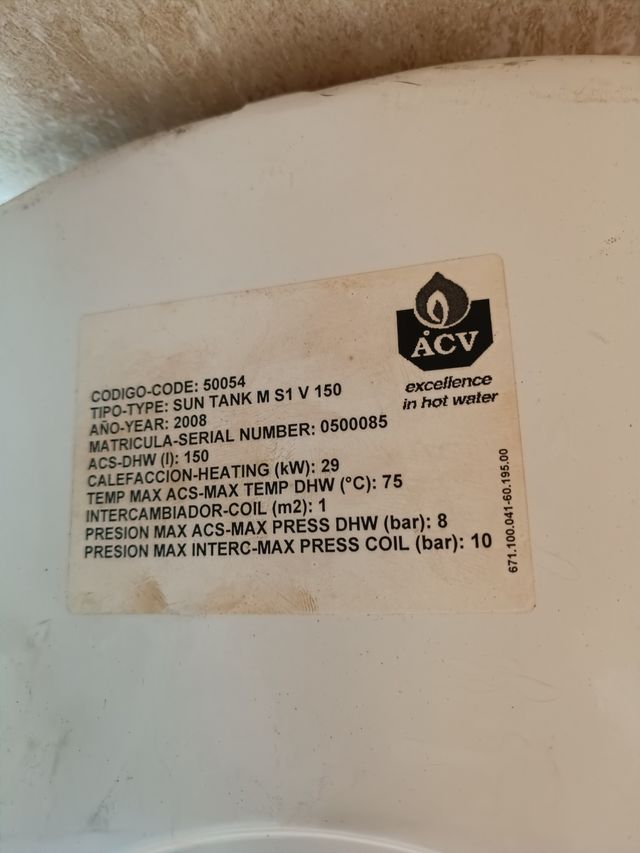 ACV
excellence
in hot water
CODIGO-CODE: 50054
TIPO-TYPE: SUN TANK M S1 V 150
AÑO-YEAR: 2008
MATRICULA-SERIAL NUMBER: 0500085
ACS-DHW (l): 150
CALEFACCION-HEATING (kW): 29
TEMP MAX ACS-MAX TEMP DHW (°C): 75
INTERCAMBIADOR-COIL (m2): 1
PRESION MAX ACS-MAX PRESS DHW (bar): 8
PRESION MAX INTERC-MAX PRESS COIL (bar): 10
671.100.041-60.195.00